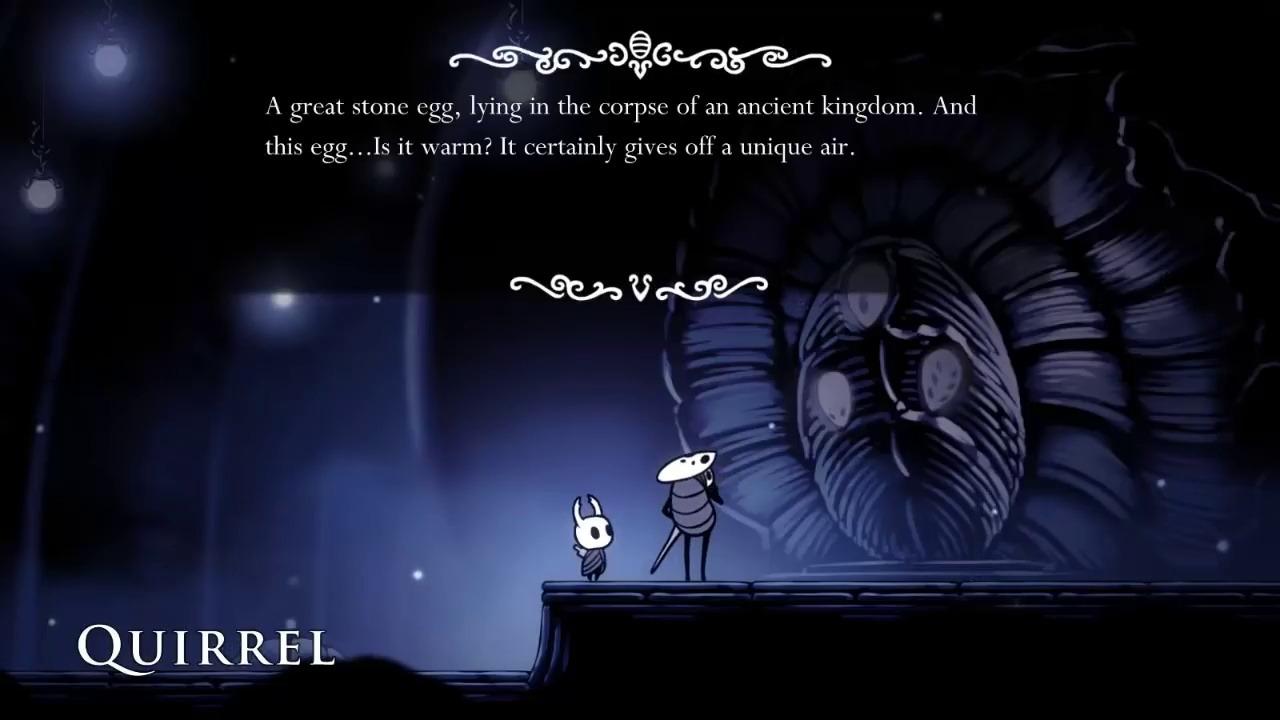 A great stone egg, lying in the corpse of an ancient kingdom. And
this egg...Is it warm? It certainly gives off a unique air.
QUIRREL